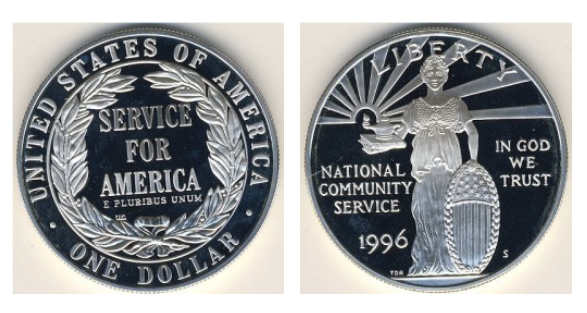 UNITED STATES OF AMERICA
SERVICE
FOR
AMERICA
E PLURIBUS UNUM
• ONE DOLLAR •
LIBERTY
NATIONAL
COMMUNITY
SERVICE
1996
IN GOD
WE
TRUST
S
TDR